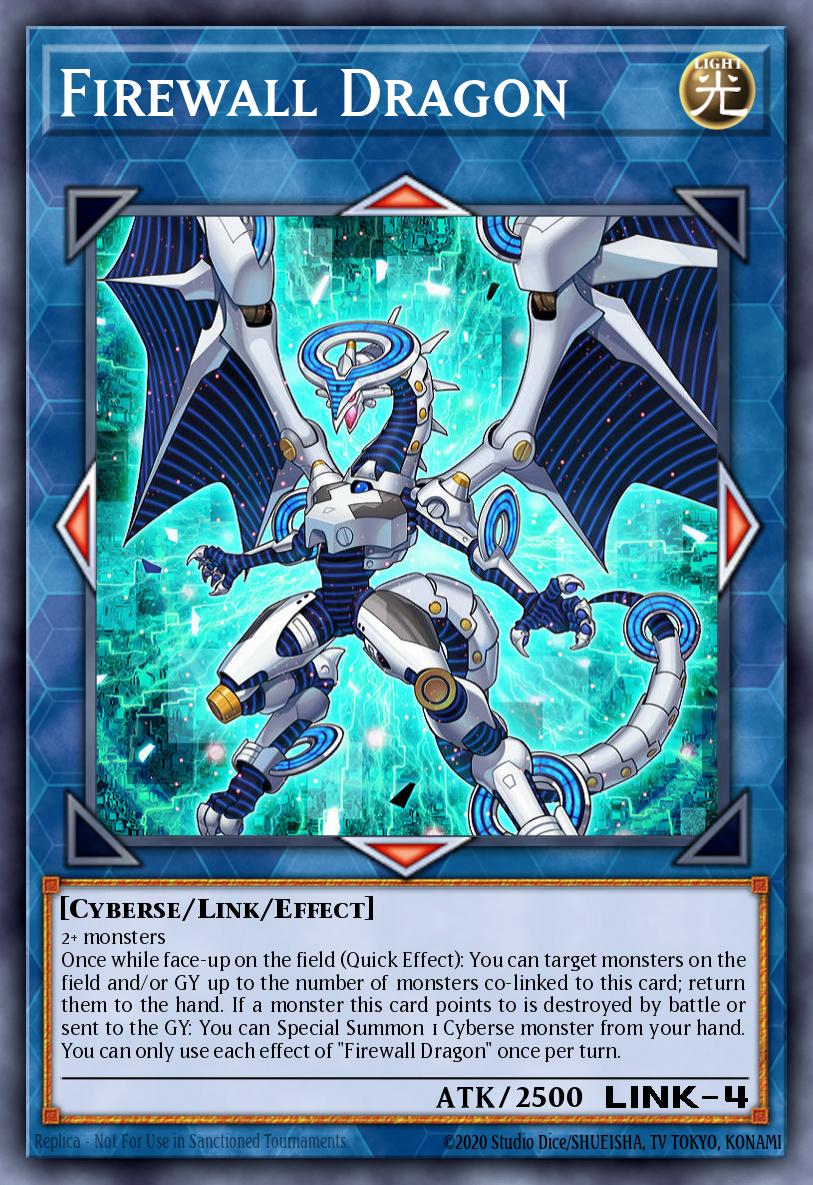 Firewall Dragon
LIGHT
光
[Cyberse/Link/Effect]
2+ monsters
Once while face-up on the field (Quick Effect): You can target monsters on the
field and/or GY up to the number of monsters co-linked to this card; return
them to the hand. If a monster this card points to is destroyed by battle or
sent to the GY: You can Special Summon 1 Cyberse monster from your hand.
You can only use each effect of "Firewall Dragon" once per turn.
ATK/2500 LINK-4
Replica - Not For Use in Sanctioned Tournaments. ©2020 Studio Dice/SHUEISHA, TV TOKYO, KONAMI